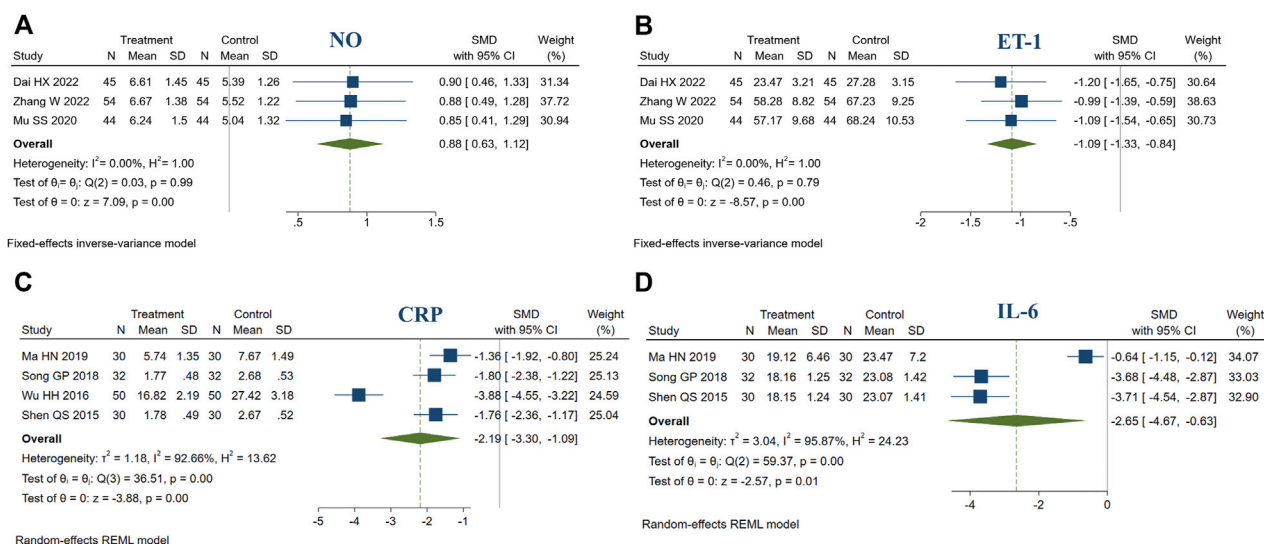 A
NO
Treatment Control SMD Weight
Study N Mean SD N Mean SD with 95% CI (%)
Dai HX 2022 45 6.61 1.45 45 5.39 1.26 0.90 [ 0.46, 1.33] 31.34
Zhang W 2022 54 6.67 1.38 54 5.52 1.22 0.88 [ 0.49, 1.28] 37.72
Mu SS 2020 44 6.24 1.5 44 5.04 1.32 0.85 [ 0.41, 1.29] 30.94
Overall 0.88 [ 0.63, 1.12]
Heterogeneity: I² = 0.00%, H² = 1.00
Test of θᵢ = θⱼ: Q(2) = 0.03, p = 0.99
Test of θ = 0: z = 7.09, p = 0.00
.5 1 1.5
Fixed-effects inverse-variance model
B
ET-1
Treatment Control SMD Weight
Study N Mean SD N Mean SD with 95% CI (%)
Dai HX 2022 45 23.47 3.21 45 27.28 3.15 -1.20 [ -1.65, -0.75] 30.64
Zhang W 2022 54 58.28 8.82 54 67.23 9.25 -0.99 [ -1.39, -0.59] 38.63
Mu SS 2020 44 57.17 9.68 44 68.24 10.53 -1.09 [ -1.54, -0.65] 30.73
Overall -1.09 [ -1.33, -0.84]
Heterogeneity: I² = 0.00%, H² = 1.00
Test of θᵢ = θⱼ: Q(2) = 0.46, p = 0.79
Test of θ = 0: z = -8.57, p = 0.00
-2 -1.5 -1 -.5
Fixed-effects inverse-variance model
C
CRP
Treatment Control SMD Weight
Study N Mean SD N Mean SD with 95% CI (%)
Ma HN 2019 30 5.74 1.35 30 7.67 1.49 -1.36 [ -1.92, -0.80] 25.24
Song GP 2018 32 1.77 .48 32 2.68 .53 -1.80 [ -2.38, -1.22] 25.13
Wu HH 2016 50 16.82 2.19 50 27.42 3.18 -3.88 [ -4.55, -3.22] 24.59
Shen QS 2015 30 1.78 .49 30 2.67 .52 -1.76 [ -2.36, -1.17] 25.04
Overall -2.19 [ -3.30, -1.09]
Heterogeneity: τ² = 1.18, I² = 92.66%, H² = 13.62
Test of θᵢ = θⱼ: Q(3) = 36.51, p = 0.00
Test of θ = 0: z = -3.88, p = 0.00
-5 -4 -3 -2 -1
Random-effects REML model
D
IL-6
Treatment Control SMD Weight
Study N Mean SD N Mean SD with 95% CI (%)
Ma HN 2019 30 19.12 6.46 30 23.47 7.2 -0.64 [ -1.15, -0.12] 34.07
Song GP 2018 32 18.16 1.25 32 23.08 1.42 -3.68 [ -4.48, -2.87] 33.03
Shen QS 2015 30 18.15 1.24 30 23.07 1.41 -3.71 [ -4.54, -2.87] 32.90
Overall -2.65 [ -4.67, -0.63]
Heterogeneity: τ² = 3.04, I² = 95.87%, H² = 24.23
Test of θᵢ = θⱼ: Q(2) = 59.37, p = 0.00
Test of θ = 0: z = -2.57, p = 0.01
-4 -2 0
Random-effects REML model